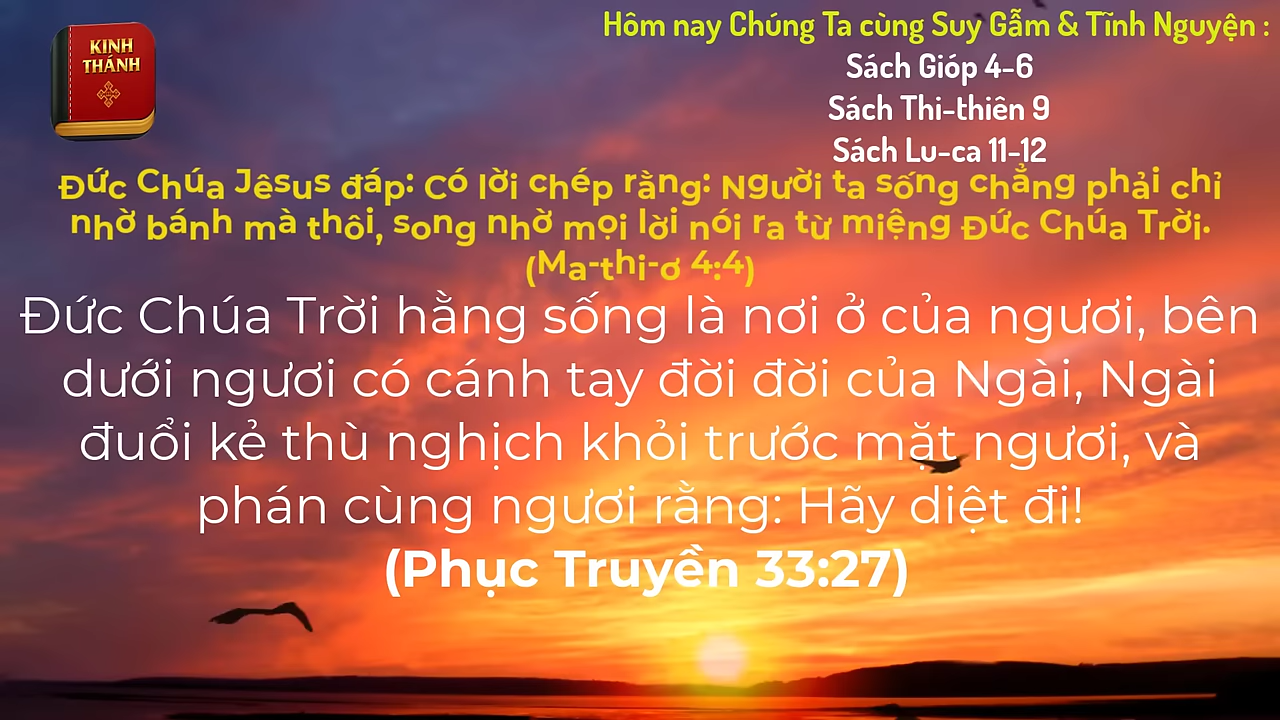 KINH
THÁNH
Hôm nay Chúng Ta cùng Suy Gẫm & Tĩnh Nguyện :
Sách Gióp 4-6
Sách Thi-thiên 9
Sách Lu-ca 11-12
Đức Chúa Jêsus đáp: Có lời chép rằng: Người ta sống chẳng phải chỉ
nhờ bánh mà thôi, song nhờ mọi lời nói ra từ miệng Đức Chúa Trời.
(Ma-thi-ơ 4:4)
Đức Chúa Trời hằng sống là nơi ở của ngươi, bên
dưới ngươi có cánh tay đời đời của Ngài, Ngài
đuổi kẻ thù nghịch khỏi trước mặt ngươi, và
phán cùng ngươi rằng: Hãy diệt đi!
(Phục Truyền 33:27)